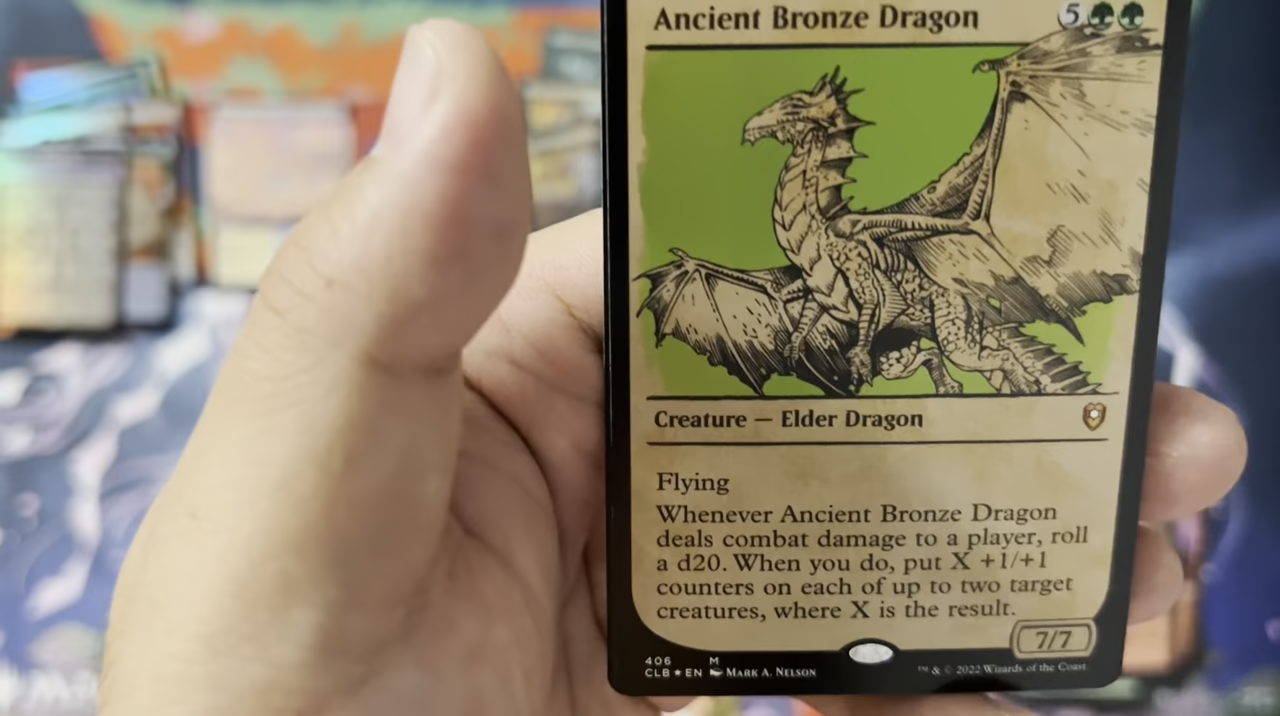 Ancient Bronze Dragon
5
Creature — Elder Dragon
Flying
Whenever Ancient Bronze Dragon
deals combat damage to a player, roll
a d20. When you do, put X +1/+1
counters on each of up to two target
creatures, where X is the result.
7/7
406 M
CLB ★ EN MARK A. NELSON
™ & © 2022 Wizards of the Coast